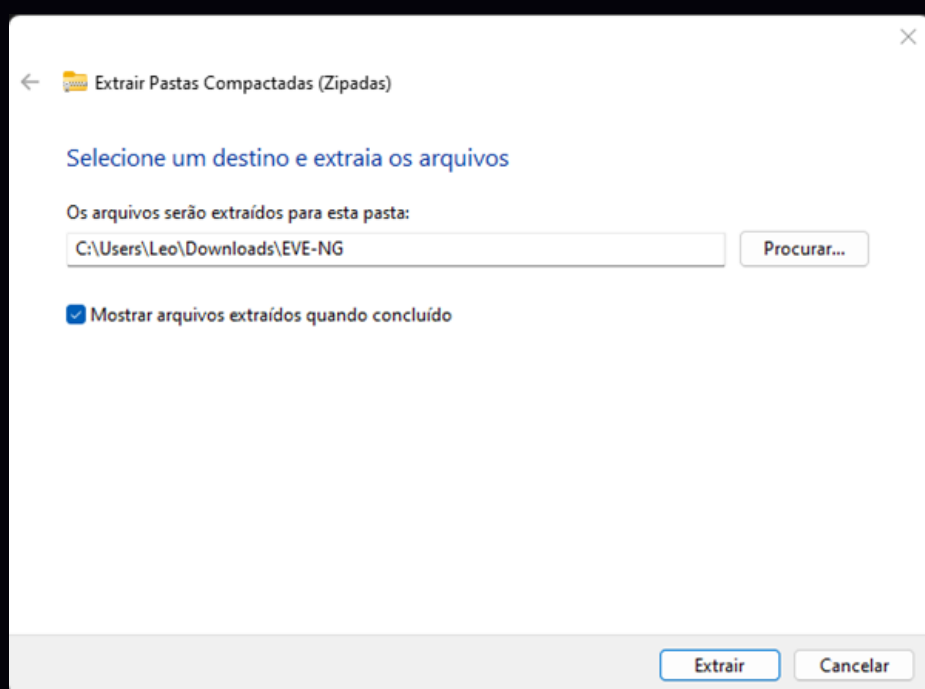 Extrair Pastas Compactadas (Zipadas)
Selecione um destino e extraia os arquivos
Os arquivos serão extraídos para esta pasta:
C:\Users\Leo\Downloads\EVE-NG
Procurar...
Mostrar arquivos extraídos quando concluído
Extrair
Cancelar